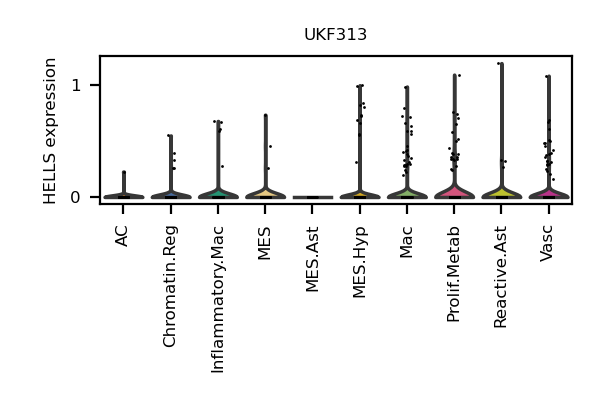 UKF313
HELLS expression
1
0
AC
Chromatin.Reg
Inflammatory.Mac
MES
MES.Ast
MES.Hyp
Mac
Prolif.Metab
Reactive.Ast
Vasc